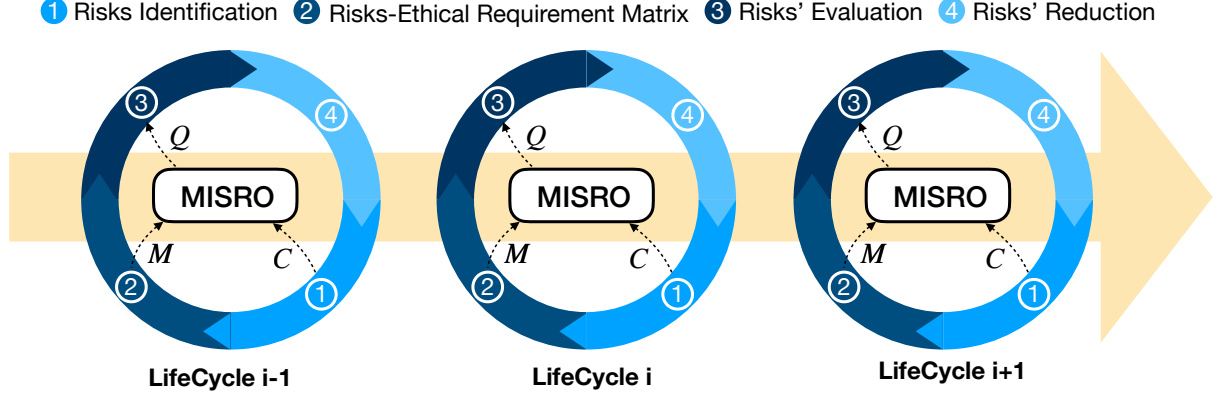 1 Risks Identification 2 Risks-Ethical Requirement Matrix 3 Risks' Evaluation 4 Risks' Reduction
3 4 3 4 3 4
Q Q Q
MISRO MISRO MISRO
M C M C M C
2 1 2 1 2 1
LifeCycle i-1 LifeCycle i LifeCycle i+1